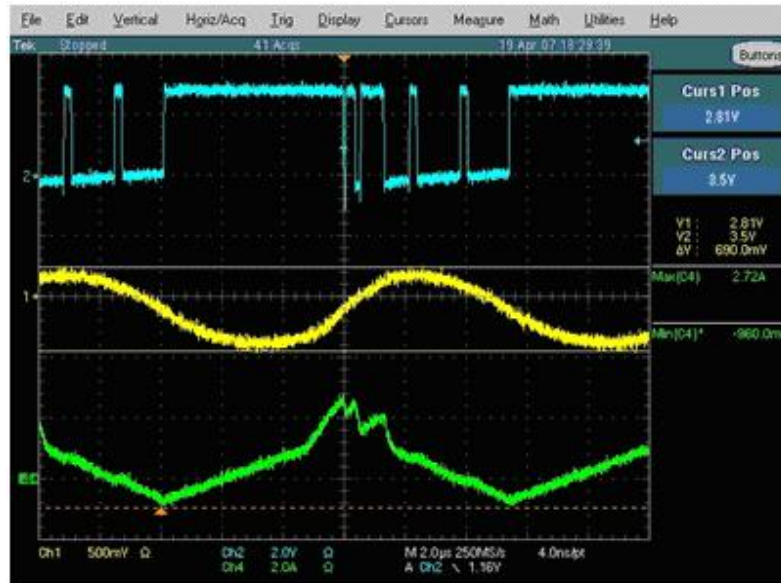 File Edit Vertical Horiz/Acq Trig Display Cursors Measure Math Utilities Help
Tek Stopped 41 Acqs 19 Apr 07 18:29:39
Buttons
Curs1 Pos
2.81V
Curs2 Pos
3.5V
V1: 2.81V
V2: 3.5V
ΔV: 690.0mV
Max(C4) 2.72A
Min(C4)* -960.0m
2
1
Ch1 500mV Ω Ch2 2.0V Ω M 2.0µs 250MS/s 4.0ns/pt
Ch4 2.0A Ω A Ch2 \ 1.16V